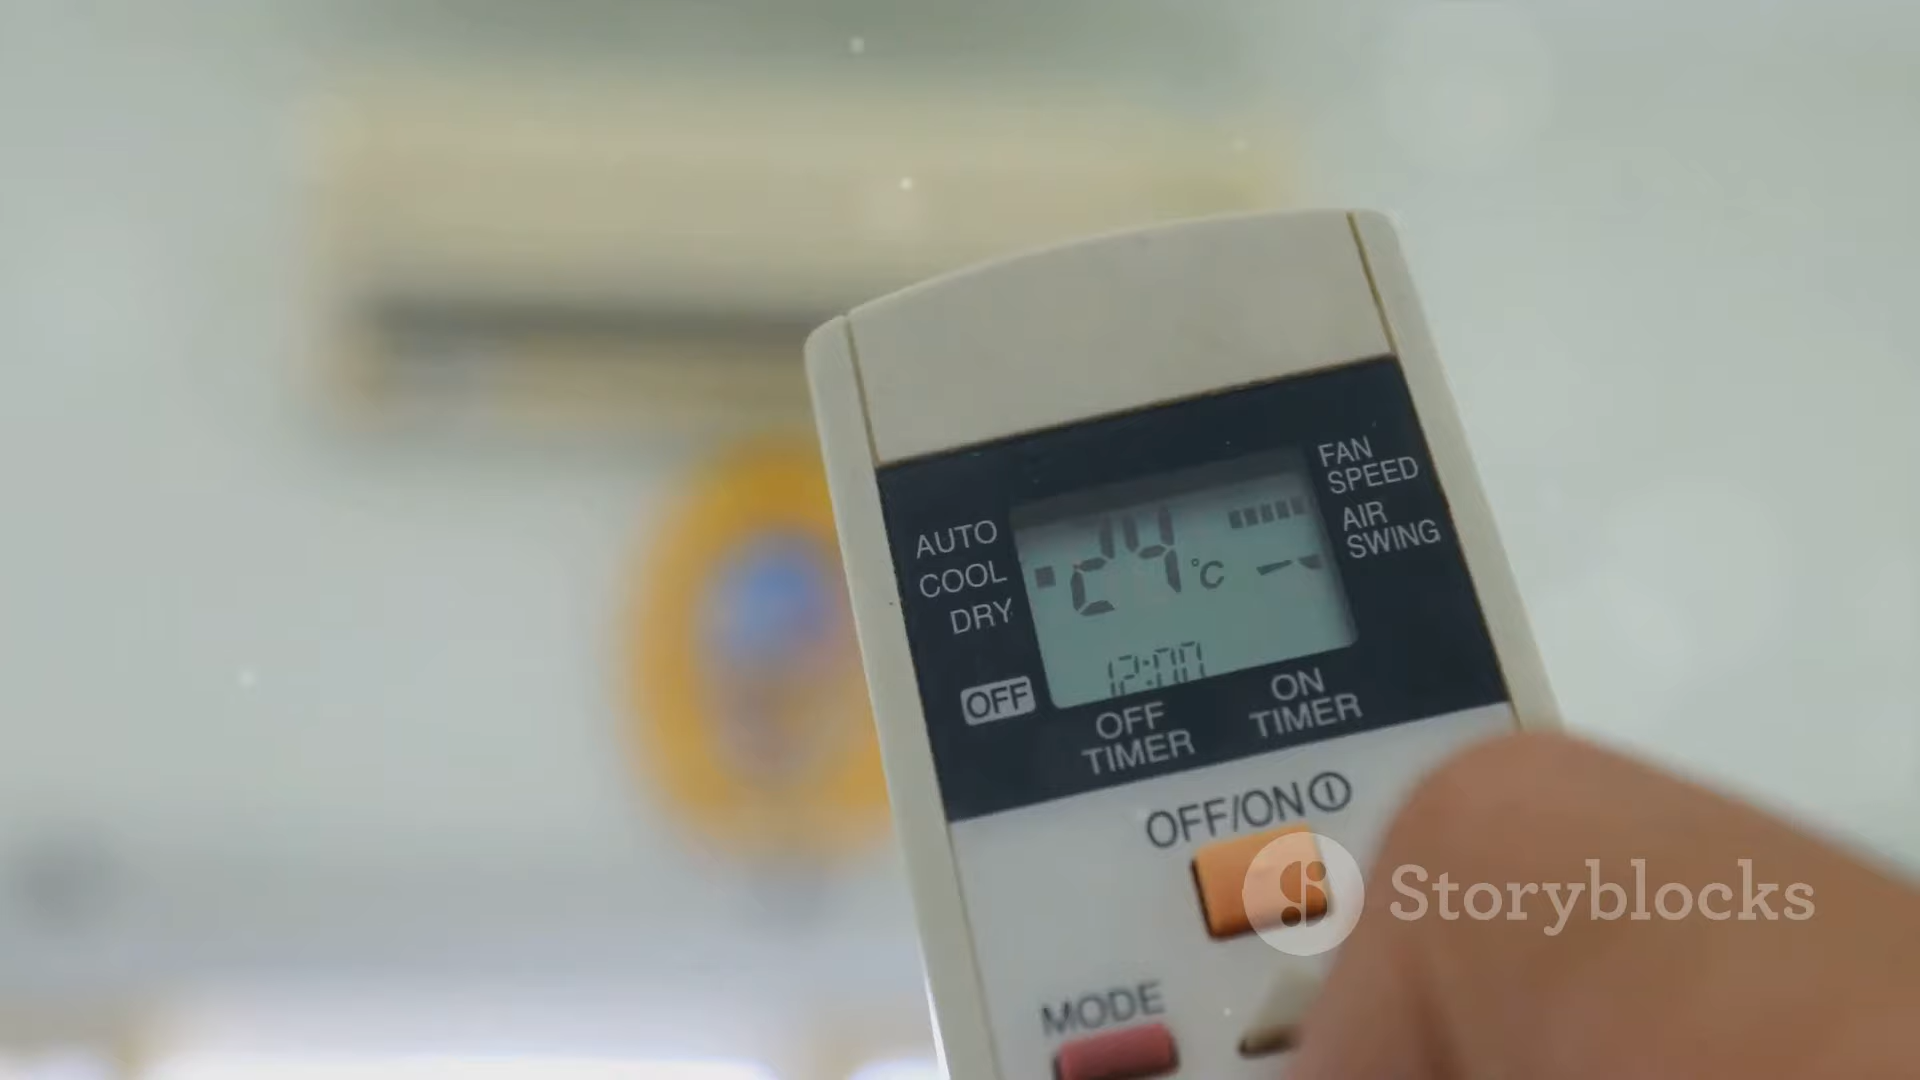 FAN
SPEED
AIR
SWING
AUTO
COOL
DRY
24°C
12:00
OFF
OFF
TIMER
ON
TIMER
OFF/ON
MODE
Storyblocks